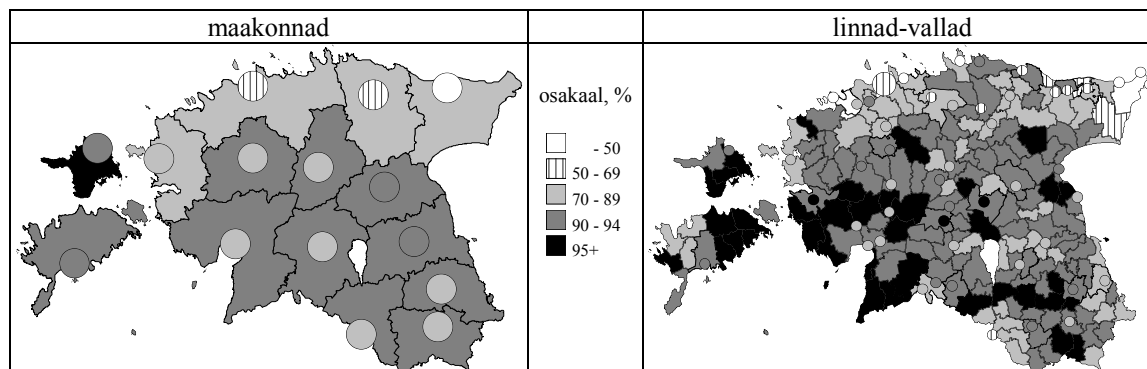 maakonnad
linnad-vallad
osakaal, %
- 50
50 - 69
70 - 89
90 - 94
95+